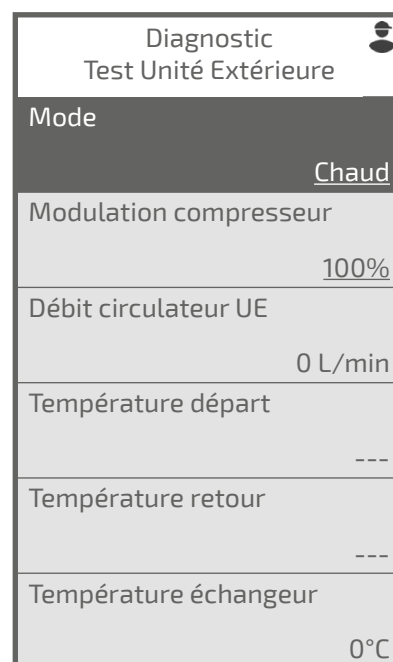 Diagnostic
Test Unité Extérieure
Mode
Chaud
Modulation compresseur
100%
Débit circulateur UE
0 L/min
Température départ
---
Température retour
---
Température échangeur
0°C